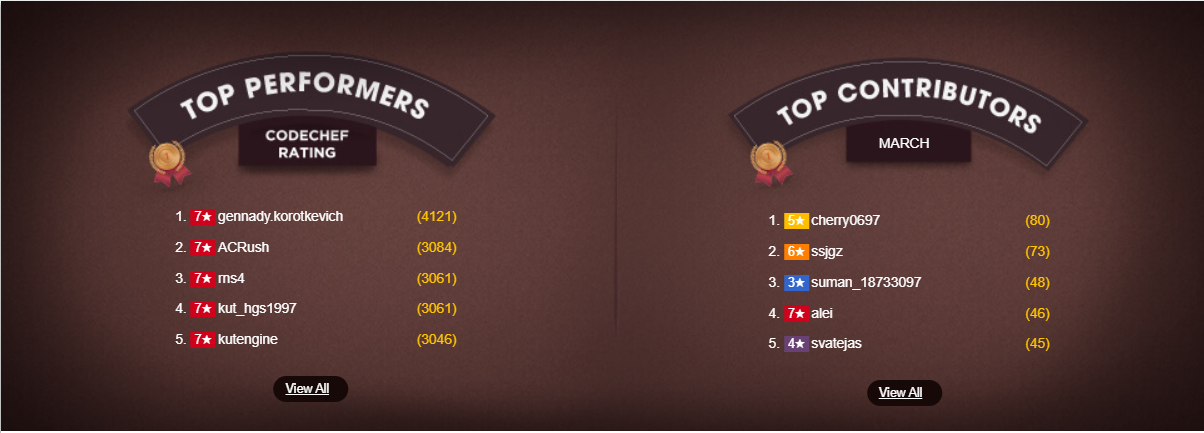 TOP PERFORMERS
CODECHEF
RATING
1. 7★ gennady.korotkevich (4121)
2. 7★ ACRush (3084)
3. 7★ rns4 (3061)
4. 7★ kut_hgs1997 (3061)
5. 7★ kutengine (3046)
View All
TOP CONTRIBUTORS
MARCH
1. 5★ cherry0697 (80)
2. 6★ ssjgz (73)
3. 3★ suman_18733097 (48)
4. 7★ alei (46)
5. 4★ svatejas (45)
View All